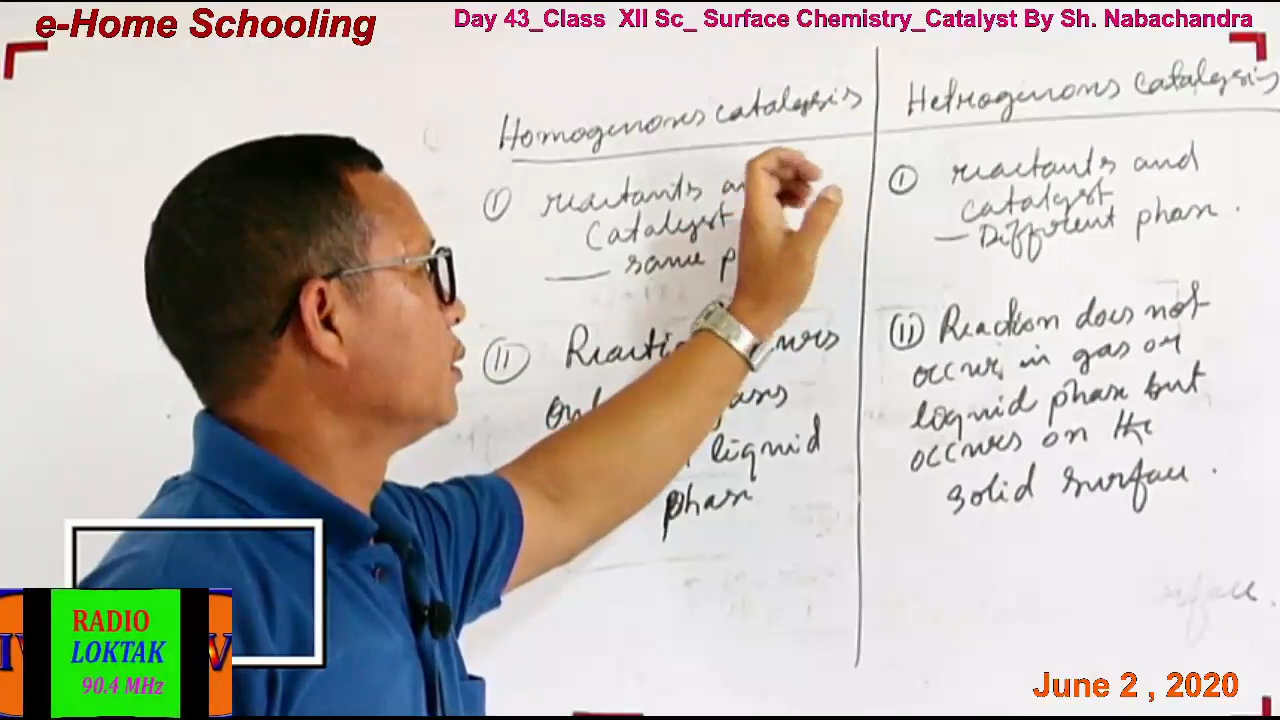 e-Home Schooling
Day 43_Class XII Sc_ Surface Chemistry_Catalyst By Sh. Nabachandra
Homogenous catalysis
(I) reactants
Catalyst
— same
(II)
liquid
phase
Hetrogenous catalysis
(I) reactants and
catalyst
— Different phase.
(II) Reaction does not
occur in gas or
liquid phase but
occurs on the
solid surface.
RADIO
LOKTAK
90.4 MHz
June 2 , 2020